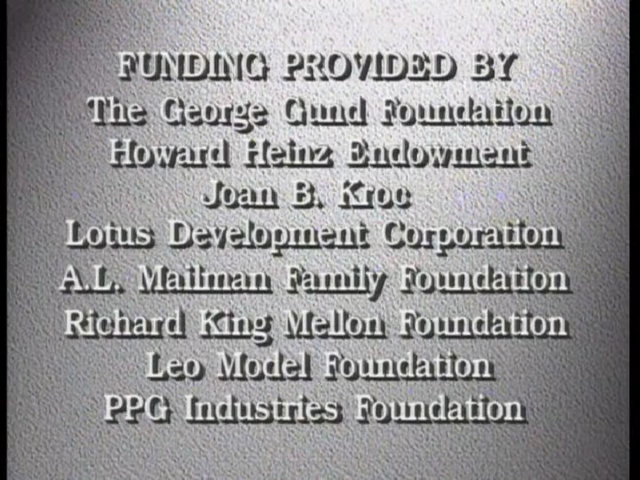 FUNDING PROVIDED BY
The George Gund Foundation
Howard Heinz Endowment
Joan B. Kroc
Lotus Development Corporation
A.L. Mailman Family Foundation
Richard King Mellon Foundation
Leo Model Foundation
PPG Industries Foundation